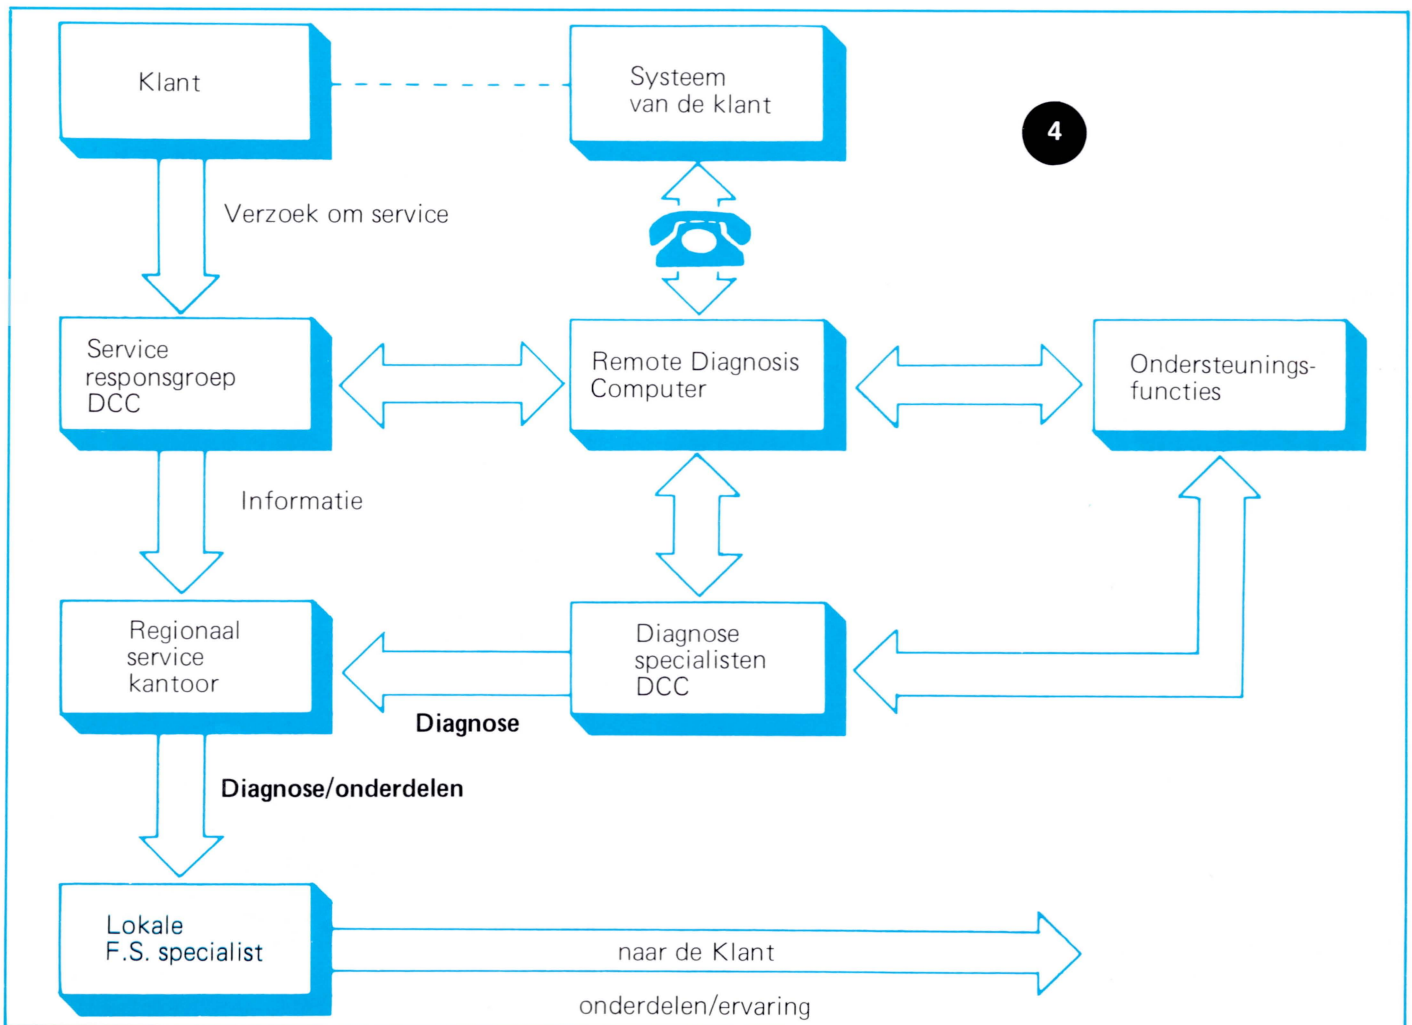 Klant
Systeem
van de klant
4
Verzoek om service
Service
responsgroep
DCC
Remote Diagnosis
Computer
Ondersteunings-
functies
Informatie
Regionaal
service
kantoor
Diagnose
specialisten
DCC
Diagnose
Diagnose/onderdelen
Lokale
F.S. specialist
naar de Klant
onderdelen/ervaring